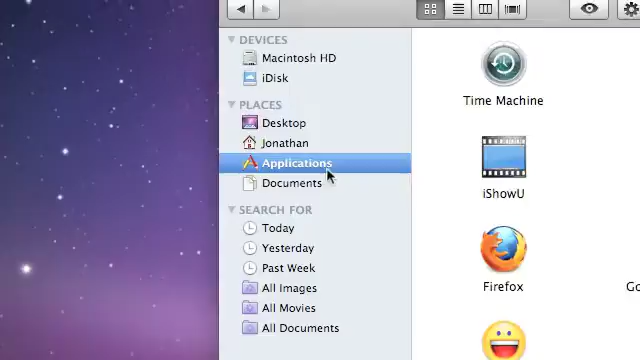 DEVICES
Macintosh HD
iDisk
PLACES
Desktop
Jonathan
Applications
Documents
SEARCH FOR
Today
Yesterday
Past Week
All Images
All Movies
All Documents
Time Machine
iShowU
Firefox
Go